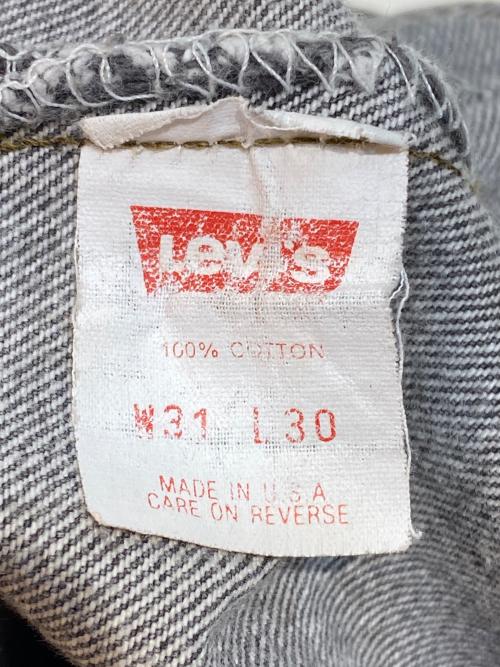 Levi's
100% COTTON
W31 L30
MADE IN U.S.A
CARE ON REVERSE